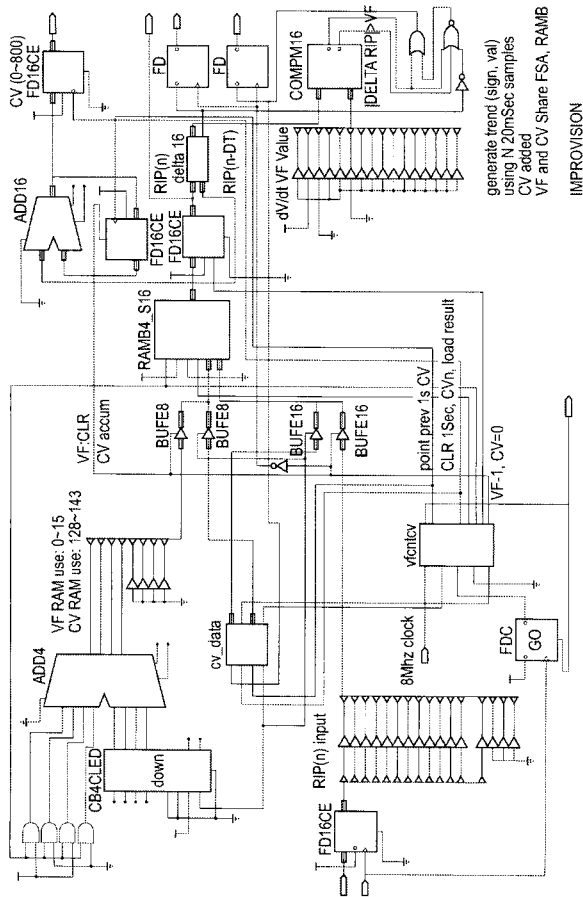 VF RAM use: 0~15
CV RAM use: 128~143
ADD4
CB4CLED
down
VF:CLR
CV accum
BUFE8
BUFE8
BUFE16
BUFE16
RAMB4_S16
ADD16
CV (0~800)
FD16CE
FD16CE
FD16CE
RIP(n)
delta 16
RIP(n-DT)
FD
FD
COMPM16
DELTA RIP
VF
dV/dt VF Value
cv_data
point prev 1s CV
CLR 1Sec, CVn, load result
VF-1, CV=0
vfcntcv
8Mhz clock
FDC
GO
RIP(n) input
FD16CE
generate trend (sign, val)
using N 20mSec samples
CV added
VF and CV Share FSA, RAMB
IMPROVISION